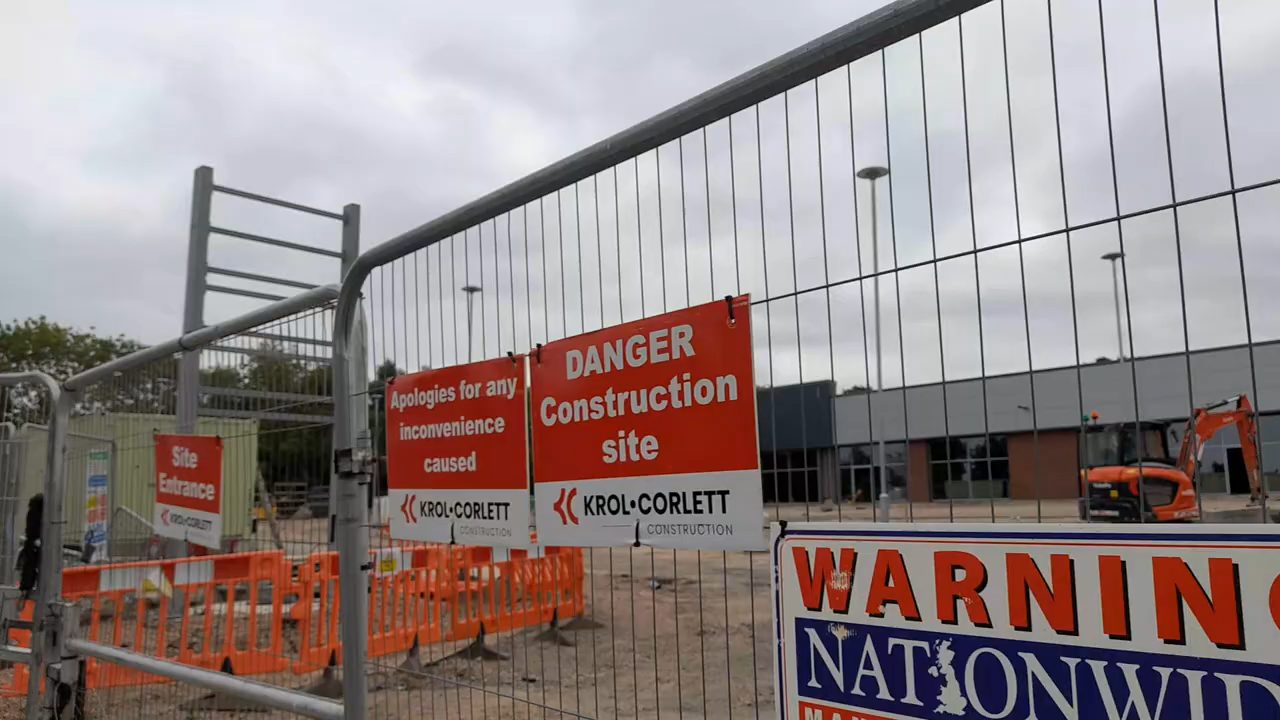 Site
Entrance
KROL·CORLETT
Apologies for any
inconvenience
caused
KROL·CORLETT
CONSTRUCTION
DANGER
Construction
site
KROL·CORLETT
CONSTRUCTION
WARNING
NATIONWID